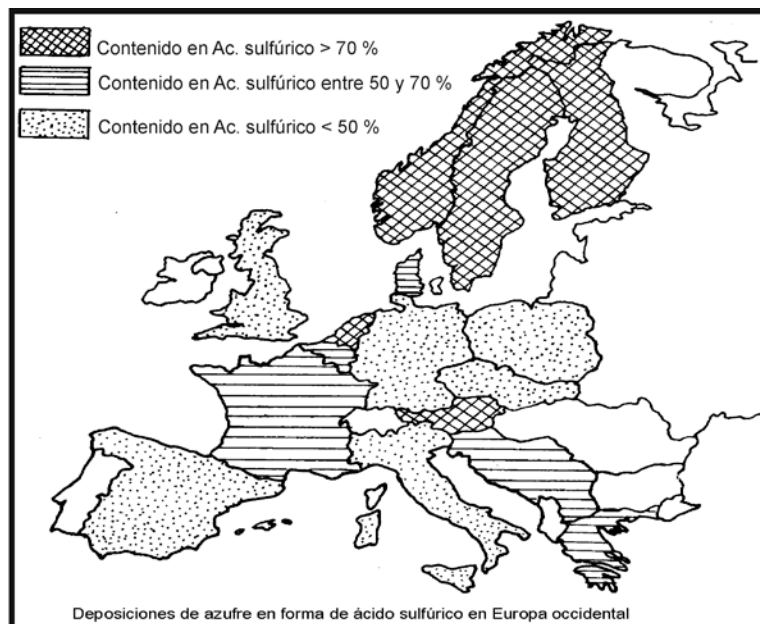 Contenido en Ac. sulfúrico > 70 %
Contenido en Ac. sulfúrico entre 50 y 70 %
Contenido en Ac. sulfúrico < 50 %
Deposiciones de azufre en forma de ácido sulfúrico en Europa occidental